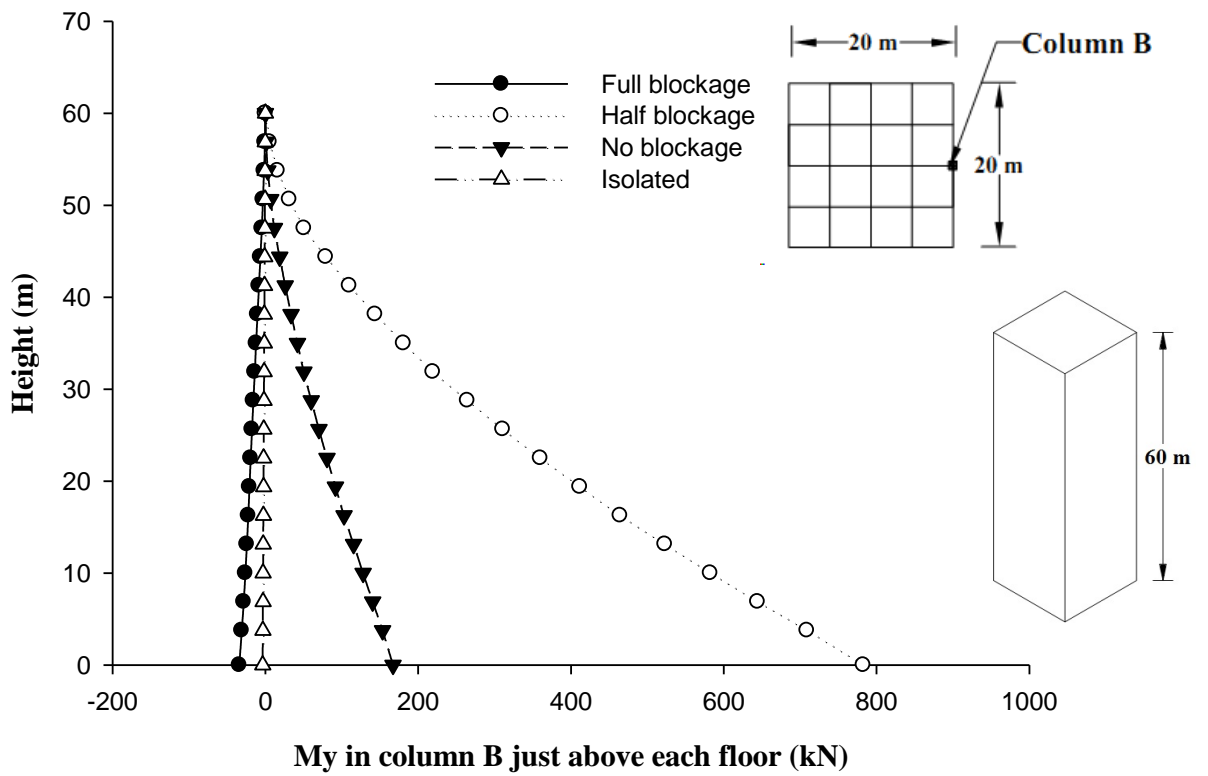 70
60
50
40
30
20
10
0
Height (m)
-200 0 200 400 600 800 1000
My in column B just above each floor (kN)
Full blockage
Half blockage
No blockage
Isolated
20 m
Column B
20 m
60 m